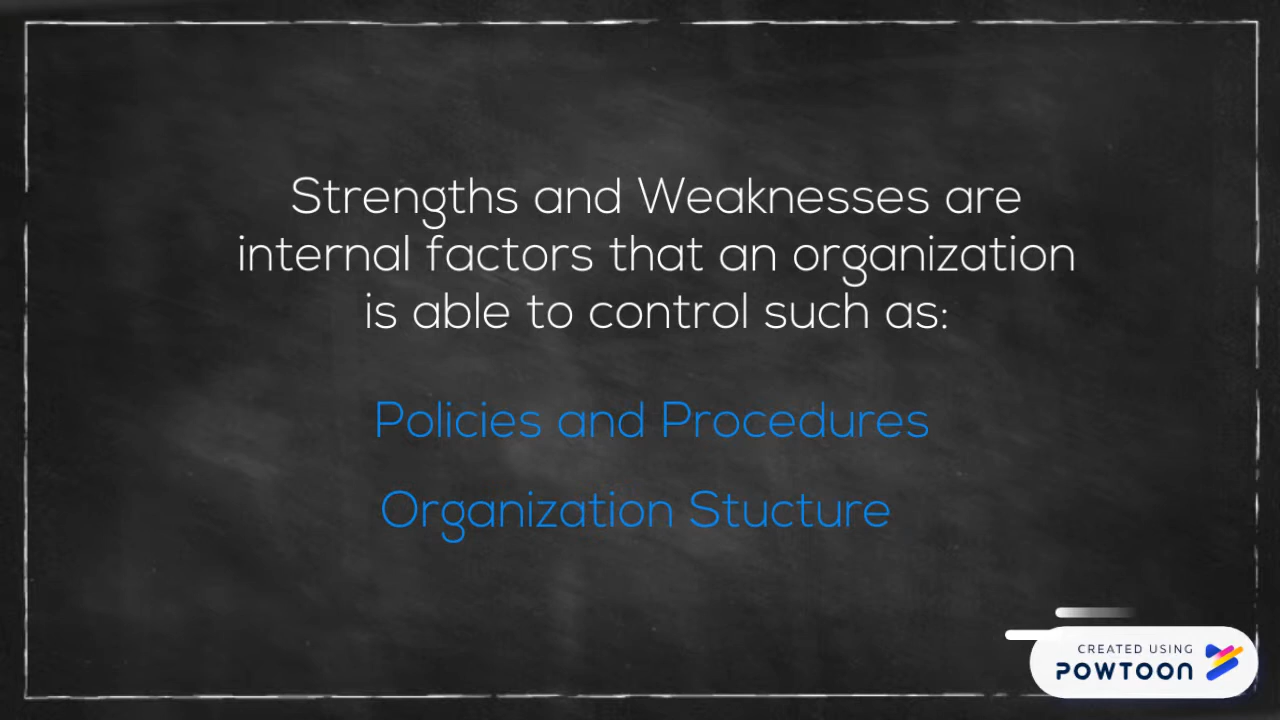 Strengths and Weaknesses are
internal factors that an organization
is able to control such as:
Policies and Procedures
Organization Stucture
CREATED USING
POWTOON